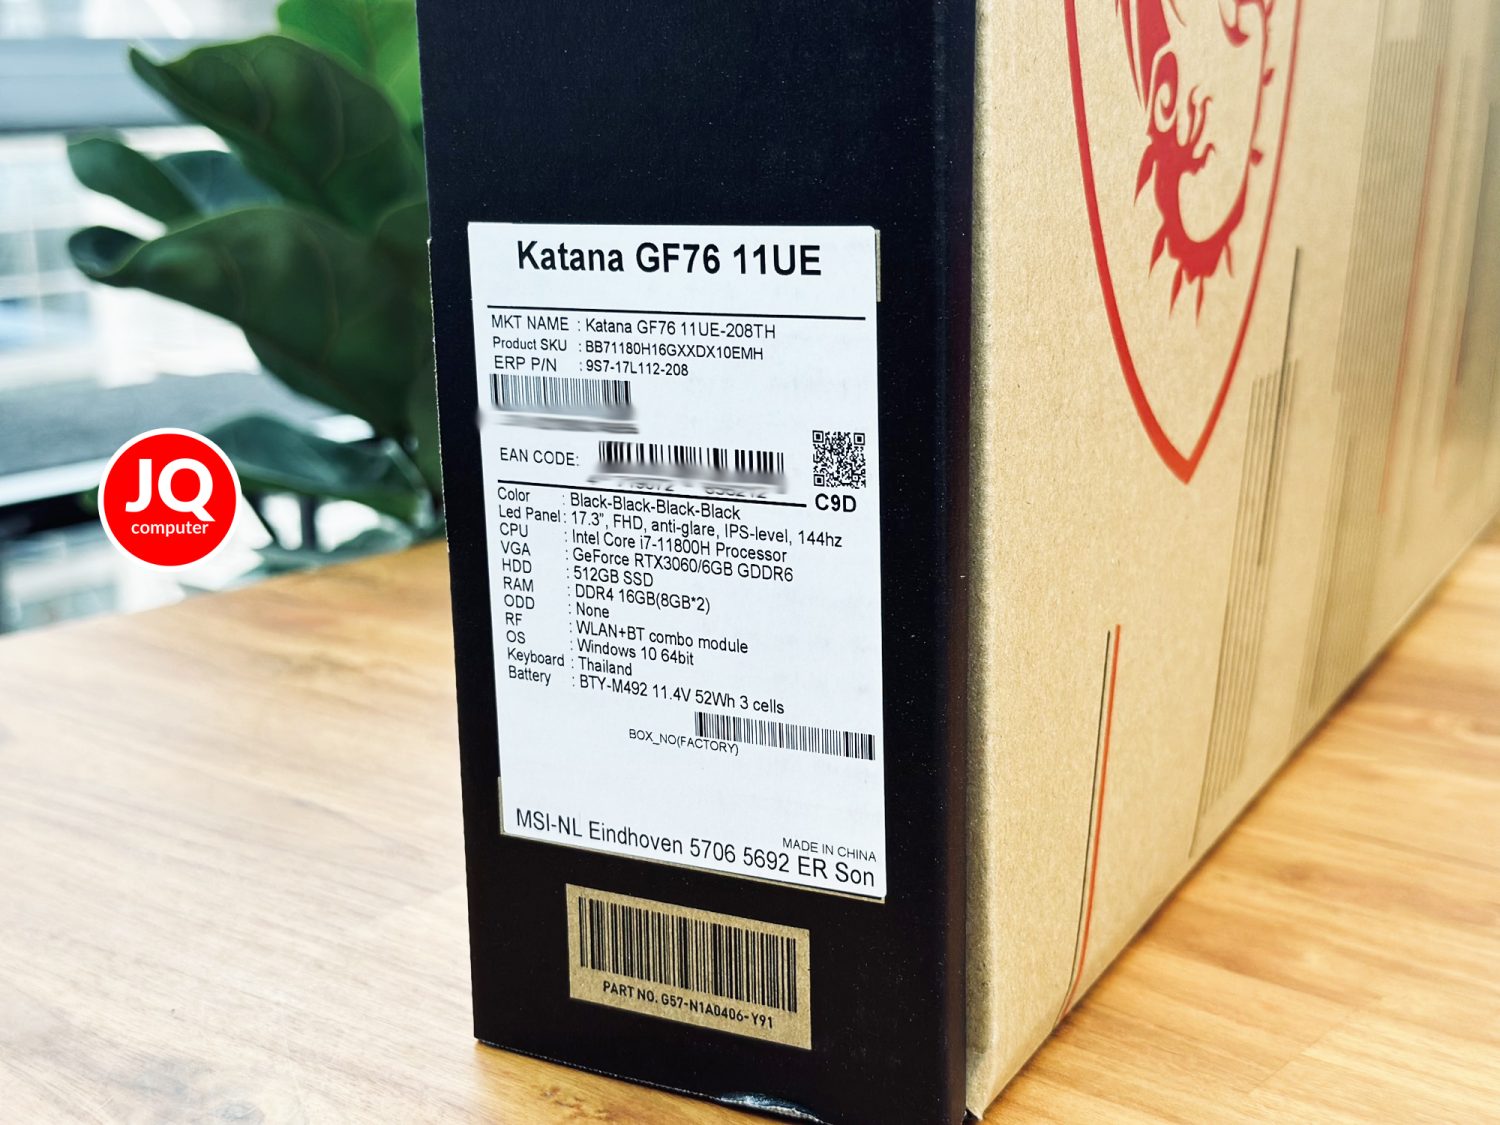 Katana GF76 11UE
MKT NAME : Katana GF76 11UE-208TH
Product SKU : BB71180H16GXXDX10EMH
ERP P/N : 9S7-17L112-208
EAN CODE:
C9D
Color : Black-Black-Black-Black
Led Panel : 17.3", FHD, anti-glare, IPS-level, 144hz
CPU : Intel Core i7-11800H Processor
VGA : GeForce RTX3060/6GB GDDR6
HDD : 512GB SSD
RAM : DDR4 16GB(8GB*2)
ODD : None
RF : WLAN+BT combo module
OS : Windows 10 64bit
Keyboard : Thailand
Battery : BTY-M492 11.4V 52Wh 3 cells
BOX_NO(FACTORY)
MADE IN CHINA
MSI-NL Eindhoven 5706 5692 ER Son
PART NO. G57-N1A0406-Y91
JQ
computer